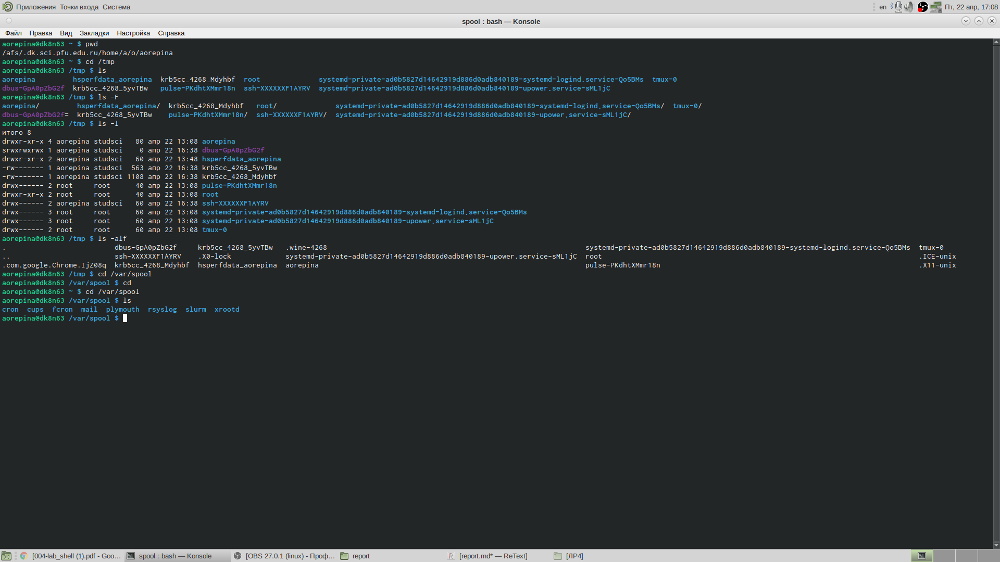 Приложения Точки входа Система en Пт, 22 апр, 17:08
spool : bash — Konsole
Файл Правка Вид Закладки Настройка Справка
aorepina@dk8n63 ~ $ pwd
/afs/.dk.sci.pfu.edu.ru/home/a/o/aorepina
aorepina@dk8n63 ~ $ cd /tmp
aorepina@dk8n63 /tmp $ ls
aorepina hsperfdata_aorepina krb5cc_4268_Mdyhbf root systemd-private-ad0b5827d14642919d886d0adb840189-systemd-logind.service-Qo5BMs tmux-0
dbus-GpA0pZbG2f krb5cc_4268_5yvTBw pulse-PKdhtXMmr18n ssh-XXXXXXF1AYRV systemd-private-ad0b5827d14642919d886d0adb840189-upower.service-sML1jC
aorepina@dk8n63 /tmp $ ls -F
aorepina/ hsperfdata_aorepina/ krb5cc_4268_Mdyhbf root/ systemd-private-ad0b5827d14642919d886d0adb840189-systemd-logind.service-Qo5BMs/ tmux-0/
dbus-GpA0pZbG2f= krb5cc_4268_5yvTBw pulse-PKdhtXMmr18n/ ssh-XXXXXXF1AYRV/ systemd-private-ad0b5827d14642919d886d0adb840189-upower.service-sML1jC/
aorepina@dk8n63 /tmp $ ls -l
итого 8
drwxr-xr-x 4 aorepina studsci 80 апр 22 13:08 aorepina
srwxrwxrwx 1 aorepina studsci 0 апр 22 16:38 dbus-GpA0pZbG2f
drwxr-xr-x 2 aorepina studsci 60 апр 22 13:48 hsperfdata_aorepina
-rw------- 1 aorepina studsci 563 апр 22 16:38 krb5cc_4268_5yvTBw
-rw------- 1 aorepina studsci 1108 апр 22 16:38 krb5cc_4268_Mdyhbf
drwx------ 2 root root 40 апр 22 13:08 pulse-PKdhtXMmr18n
drwxr-xr-x 2 root root 40 апр 22 13:08 root
drwx------ 2 aorepina studsci 60 апр 22 16:38 ssh-XXXXXXF1AYRV
drwx------ 3 root root 60 апр 22 13:08 systemd-private-ad0b5827d14642919d886d0adb840189-systemd-logind.service-Qo5BMs
drwx------ 3 root root 60 апр 22 13:08 systemd-private-ad0b5827d14642919d886d0adb840189-upower.service-sML1jC
drwx------ 2 root root 60 апр 22 13:08 tmux-0
aorepina@dk8n63 /tmp $ ls -alf
. dbus-GpA0pZbG2f krb5cc_4268_5yvTBw .wine-4268 systemd-private-ad0b5827d14642919d886d0adb840189-systemd-logind.service-Qo5BMs tmux-0
.. ssh-XXXXXXF1AYRV .X0-lock systemd-private-ad0b5827d14642919d886d0adb840189-upower.service-sML1jC root .ICE-unix
.com.google.Chrome.IjZ08q krb5cc_4268_Mdyhbf hsperfdata_aorepina aorepina pulse-PKdhtXMmr18n .X11-unix
aorepina@dk8n63 /tmp $ cd /var/spool
aorepina@dk8n63 /var/spool $ cd
aorepina@dk8n63 ~ $ cd /var/spool
aorepina@dk8n63 /var/spool $ ls
cron cups fcron mail plymouth rsyslog slurm xrootd
aorepina@dk8n63 /var/spool $
[004-lab_shell (1).pdf - Goo... spool : bash — Konsole [OBS 27.0.1 (linux) - Проф... report [report.md* — ReText] [ЛР4]